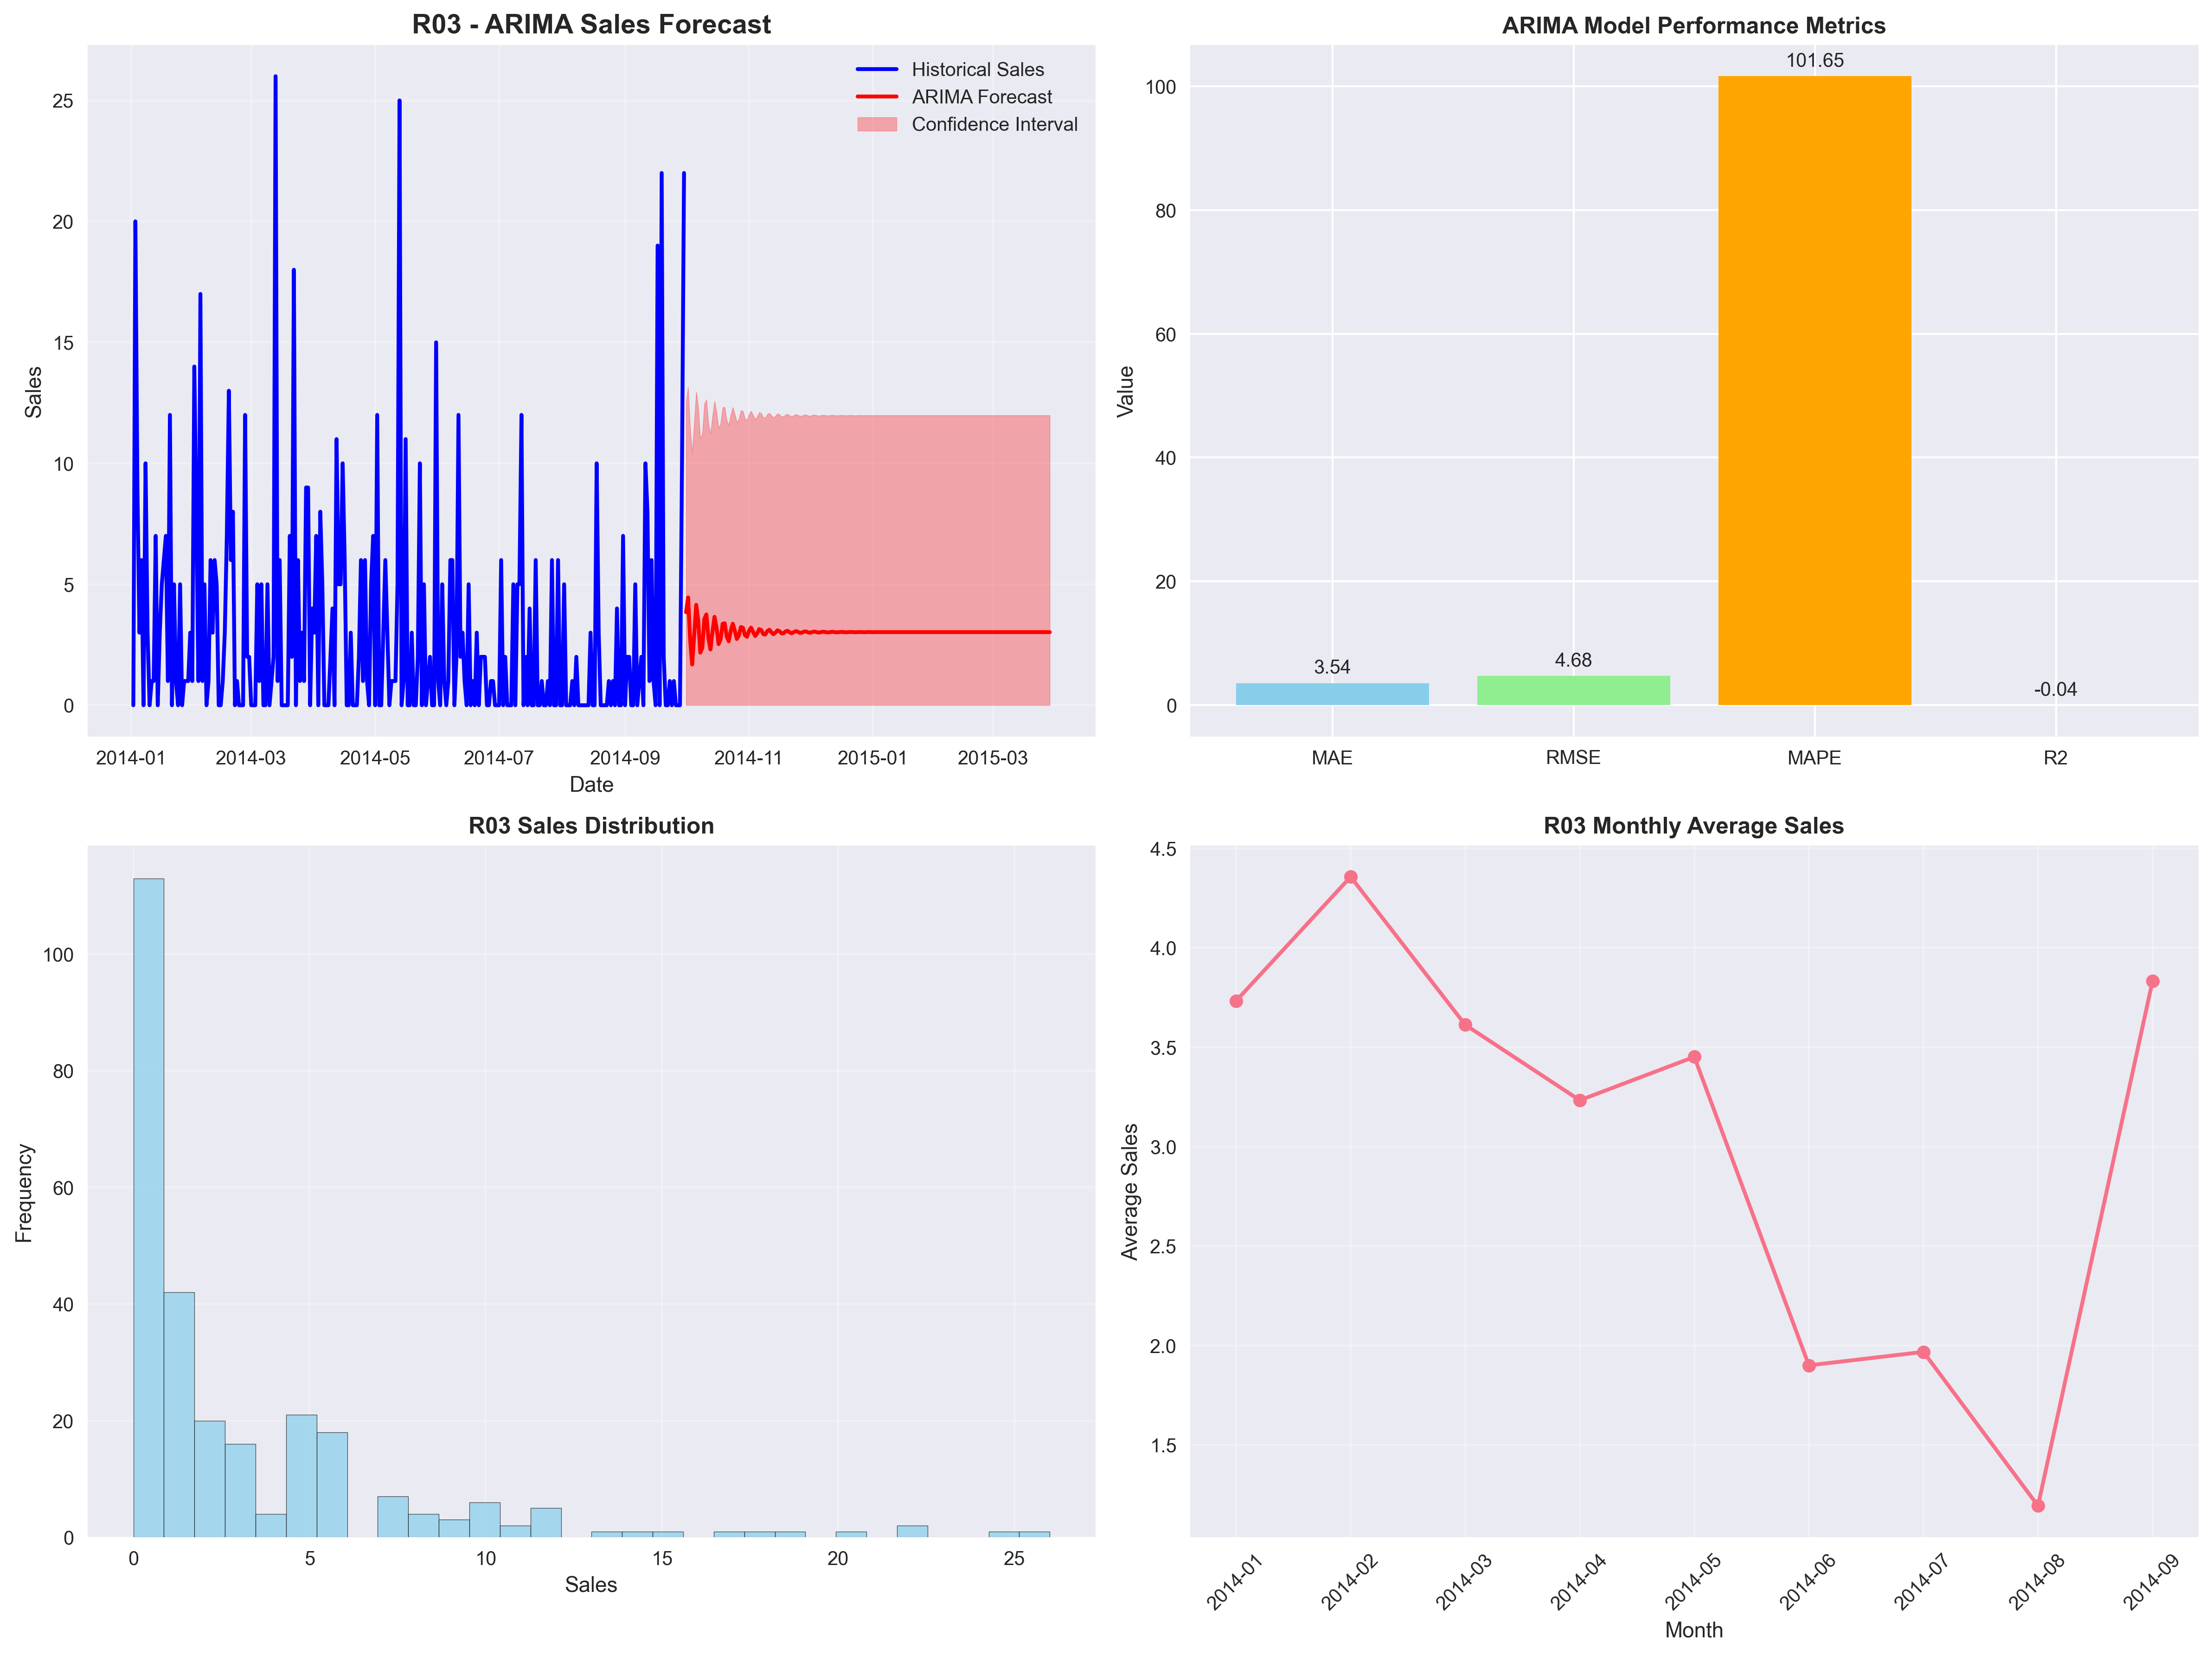 R03 - ARIMA Sales Forecast
Historical Sales
ARIMA Forecast
Confidence Interval
Sales
25
20
15
10
5
0
2014-01 2014-03 2014-05 2014-07 2014-09 2014-11 2015-01 2015-03
Date
ARIMA Model Performance Metrics
Value
100
80
60
40
20
0
3.54
4.68
101.65
-0.04
MAE RMSE MAPE R2
R03 Sales Distribution
Frequency
100
80
60
40
20
0
0 5 10 15 20 25
Sales
R03 Monthly Average Sales
Average Sales
4.5
4.0
3.5
3.0
2.5
2.0
1.5
2014-01 2014-02 2014-03 2014-04 2014-05 2014-06 2014-07 2014-08 2014-09
Month